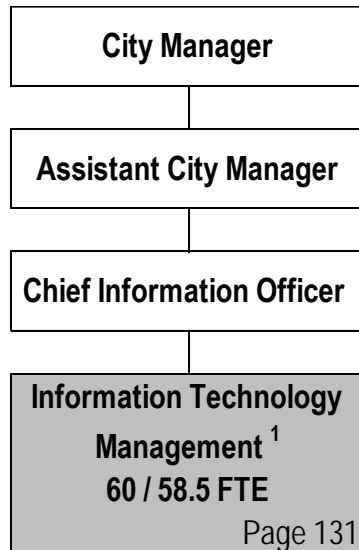 City Manager
Assistant City Manager
Chief Information Officer
Information Technology
Management 1
60 / 58.5 FTE
Page 131